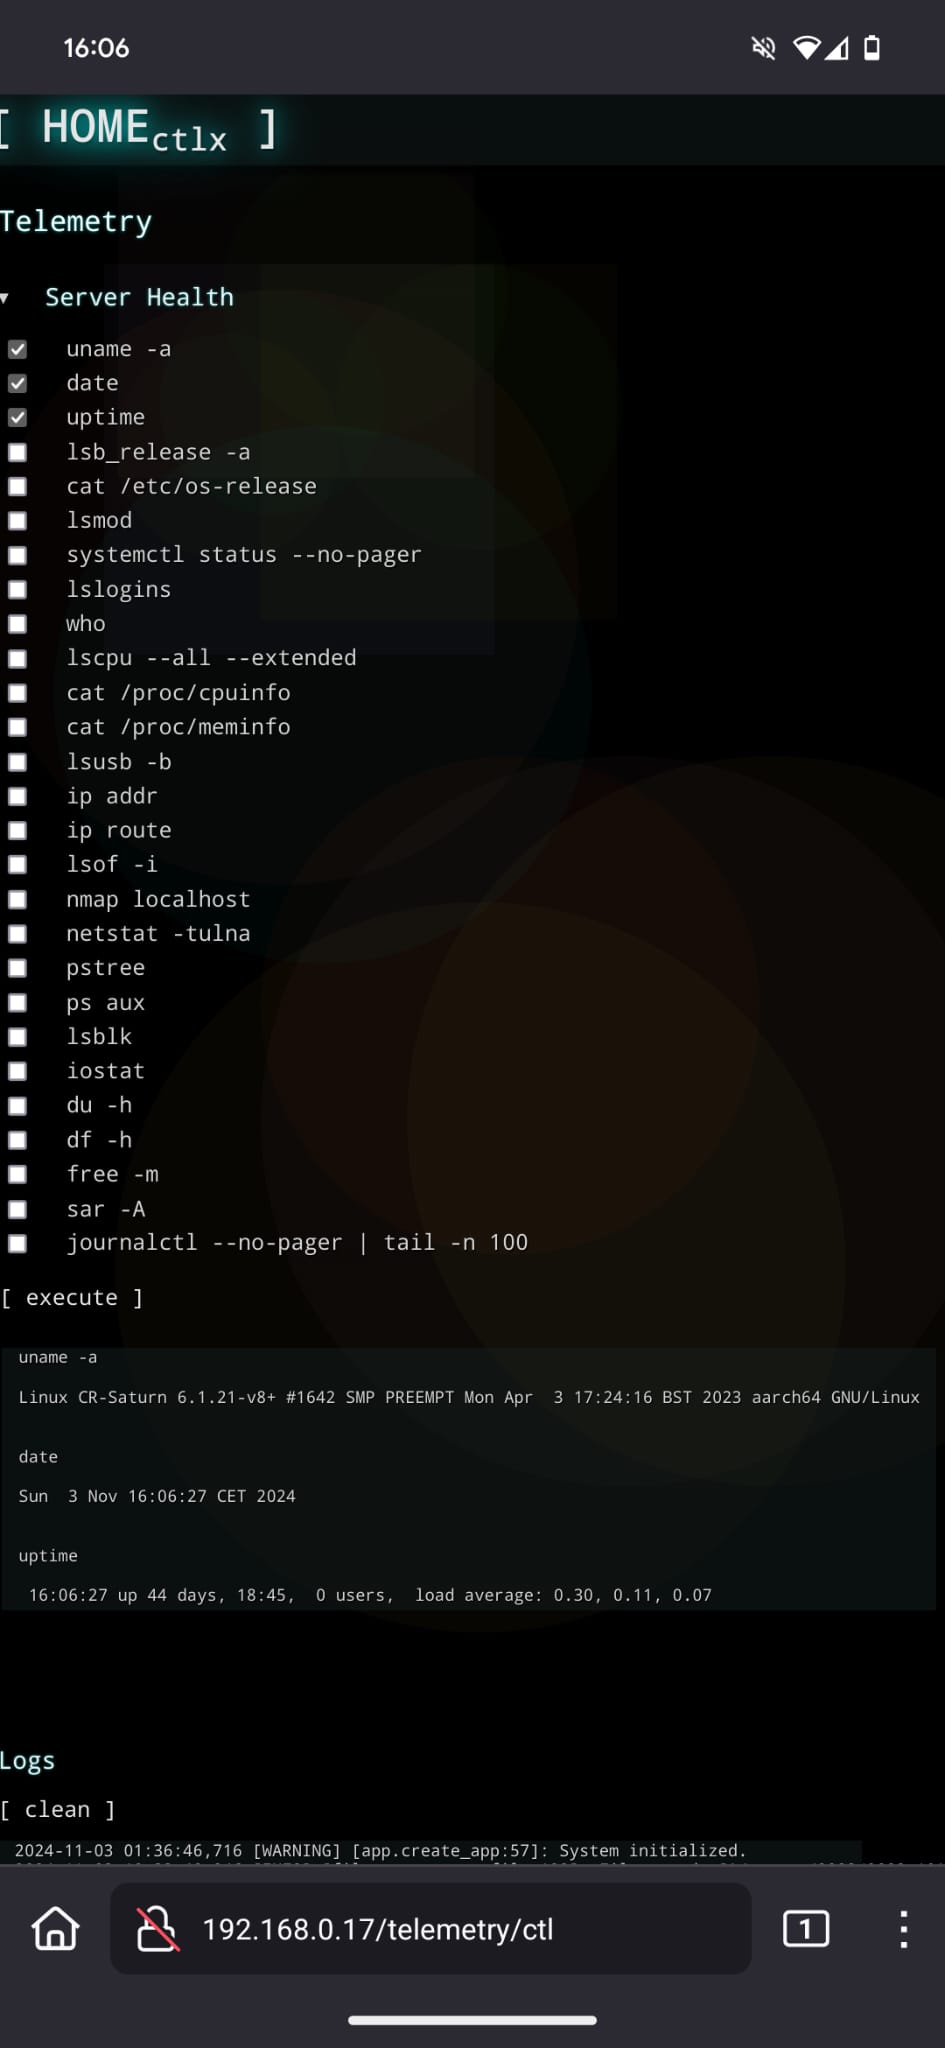 16:06
[ HOMEctlx ]
Telemetry
▾ Server Health
uname -a
date
uptime
lsb_release -a
cat /etc/os-release
lsmod
systemctl status --no-pager
lslogins
who
lscpu --all --extended
cat /proc/cpuinfo
cat /proc/meminfo
lsusb -b
ip addr
ip route
lsof -i
nmap localhost
netstat -tulna
pstree
ps aux
lsblk
iostat
du -h
df -h
free -m
sar -A
journalctl --no-pager | tail -n 100
[ execute ]
uname -a
Linux CR-Saturn 6.1.21-v8+ #1642 SMP PREEMPT Mon Apr  3 17:24:16 BST 2023 aarch64 GNU/Linux
date
Sun  3 Nov 16:06:27 CET 2024
uptime
16:06:27 up 44 days, 18:45,  0 users,  load average: 0.30, 0.11, 0.07
Logs
[ clean ]
2024-11-03 01:36:46,716 [WARNING] [app.create_app:57]: System initialized.
192.168.0.17/telemetry/ctl
1